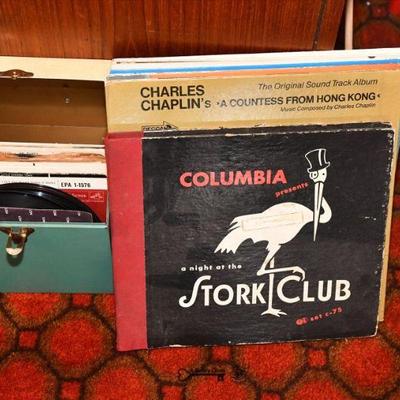 CHARLES
CHAPLIN's
The Original Sound Track Album
•A COUNTESS FROM HONG KONG•
Music Composed by Charles Chaplin
DECCA
EPA 1-1576
COLUMBIA
presents
a night at the
STORK CLUB
set c-75